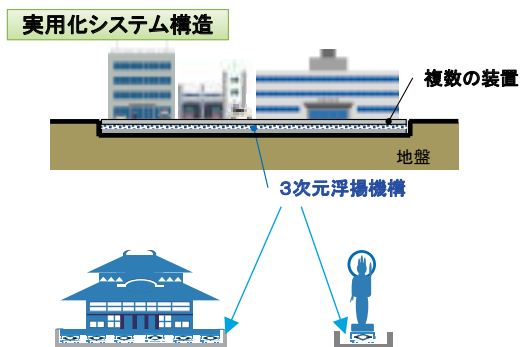 実用化システム構造
複数の装置
地盤
３次元浮揚機構